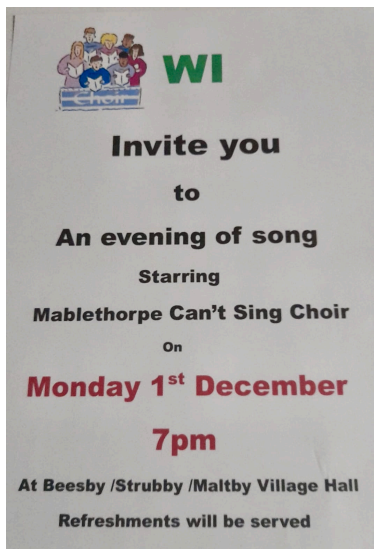 Choir
WI
Invite you
to
An evening of song
Starring
Mablethorpe Can't Sing Choir
On
Monday 1st December
7pm
At Beesby /Strubby /Maltby Village Hall
Refreshments will be served